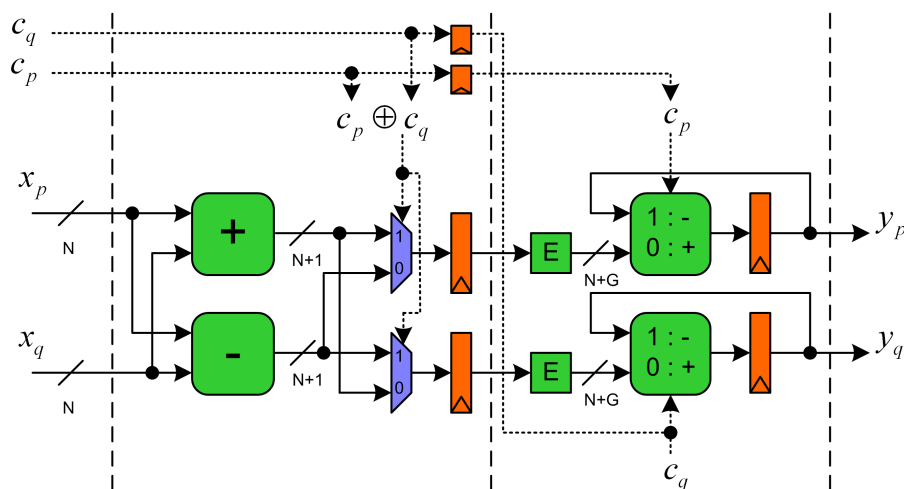 c_q
c_p
c_p ⊕ c_q
c_p
x_p
N
+
N+1
1
0
E
N+G
1 : -
0 : +
y_p
x_q
N
-
N+1
1
0
E
N+G
1 : -
0 : +
y_q
c_q